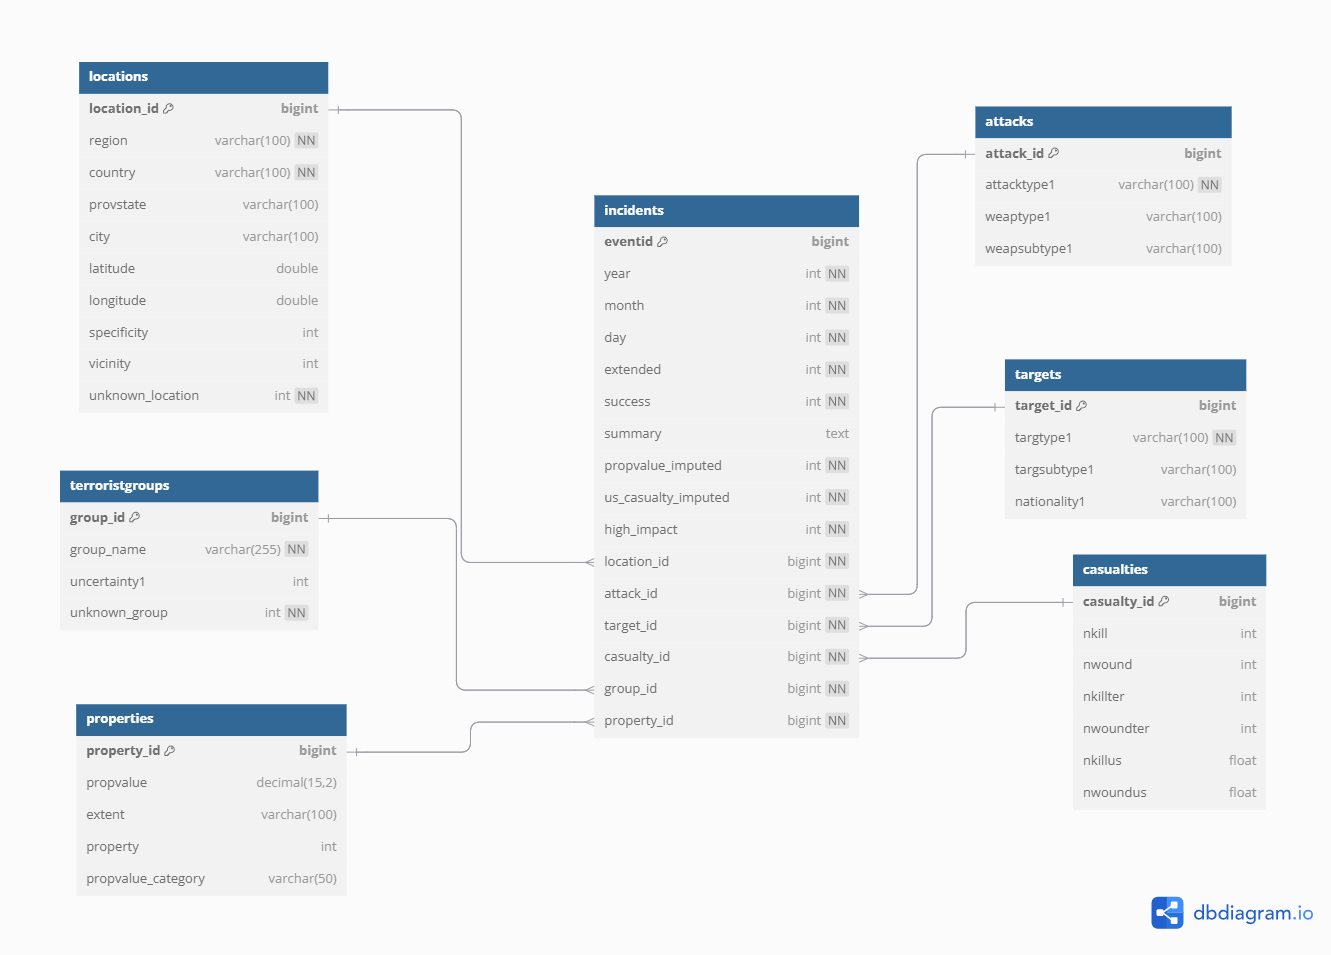 locations
location_id bigint
region varchar(100) NN
country varchar(100) NN
provstate varchar(100)
city varchar(100)
latitude double
longitude double
specificity int
vicinity int
unknown_location int NN
terroristgroups
group_id bigint
group_name varchar(255) NN
uncertainty1 int
unknown_group int NN
properties
property_id bigint
propvalue decimal(15,2)
extent varchar(100)
property int
propvalue_category varchar(50)
incidents
eventid bigint
year int NN
month int NN
day int NN
extended int NN
success int NN
summary text
propvalue_imputed int NN
us_casualty_imputed int NN
high_impact int NN
location_id bigint NN
attack_id bigint NN
target_id bigint NN
casualty_id bigint NN
group_id bigint NN
property_id bigint NN
attacks
attack_id bigint
attacktype1 varchar(100) NN
weaptype1 varchar(100)
weapsubtype1 varchar(100)
targets
target_id bigint
targtype1 varchar(100) NN
targsubtype1 varchar(100)
nationality1 varchar(100)
casualties
casualty_id bigint
nkill int
nwound int
nkillter int
nwoundter int
nkillus float
nwoundus float
dbdiagram.io